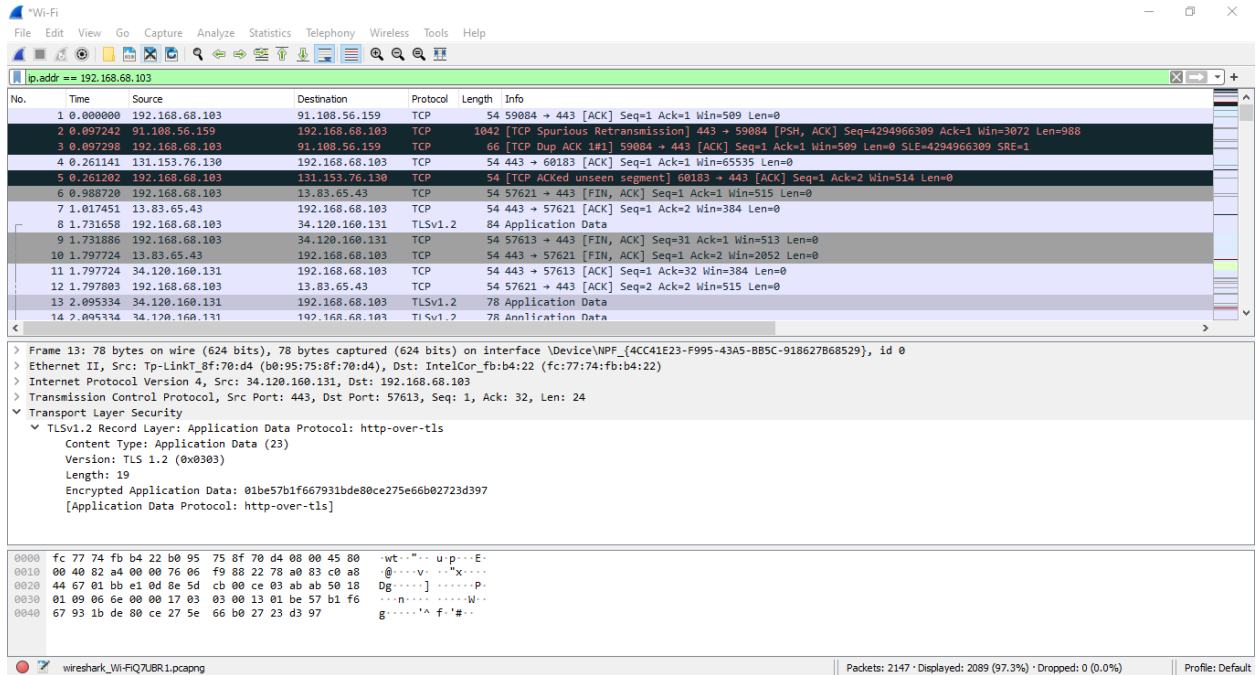 *Wi-Fi
File Edit View Go Capture Analyze Statistics Telephony Wireless Tools Help
ip.addr == 192.168.68.103
No. Time Source Destination Protocol Length Info
1 0.000000 192.168.68.103 91.108.56.159 TCP 54 59084 → 443 [ACK] Seq=1 Ack=1 Win=509 Len=0
2 0.097242 91.108.56.159 192.168.68.103 TCP 1042 [TCP Spurious Retransmission] 443 → 59084 [PSH, ACK] Seq=4294966309 Ack=1 Win=3072 Len=988
3 0.097298 192.168.68.103 91.108.56.159 TCP 66 [TCP Dup ACK 1#1] 59084 → 443 [ACK] Seq=1 Ack=1 Win=509 Len=0 SLE=4294966309 SRE=1
4 0.261141 131.153.76.130 192.168.68.103 TCP 54 443 → 60183 [ACK] Seq=1 Ack=1 Win=65535 Len=0
5 0.261202 192.168.68.103 131.153.76.130 TCP 54 [TCP ACKed unseen segment] 60183 → 443 [ACK] Seq=1 Ack=2 Win=514 Len=0
6 0.988720 192.168.68.103 13.83.65.43 TCP 54 57621 → 443 [FIN, ACK] Seq=1 Ack=1 Win=515 Len=0
7 1.017451 13.83.65.43 192.168.68.103 TCP 54 443 → 57621 [ACK] Seq=1 Ack=2 Win=384 Len=0
8 1.731658 192.168.68.103 34.120.160.131 TLSv1.2 84 Application Data
9 1.731886 192.168.68.103 34.120.160.131 TCP 54 57613 → 443 [FIN, ACK] Seq=31 Ack=1 Win=513 Len=0
10 1.797724 13.83.65.43 192.168.68.103 TCP 54 443 → 57621 [FIN, ACK] Seq=1 Ack=2 Win=2052 Len=0
11 1.797724 34.120.160.131 192.168.68.103 TCP 54 443 → 57613 [ACK] Seq=1 Ack=32 Win=384 Len=0
12 1.797803 192.168.68.103 13.83.65.43 TCP 54 57621 → 443 [ACK] Seq=2 Ack=2 Win=515 Len=0
13 2.095334 34.120.160.131 192.168.68.103 TLSv1.2 78 Application Data
14 2.095334 34.120.160.131 192.168.68.103 TLSv1.2 78 Application Data
Frame 13: 78 bytes on wire (624 bits), 78 bytes captured (624 bits) on interface \Device\NPF_{4CC41E23-F995-43A5-BB5C-918627B68529}, id 0
Ethernet II, Src: Tp-LinkT_8f:70:d4 (b0:95:75:8f:70:d4), Dst: IntelCor_fb:b4:22 (fc:77:74:fb:b4:22)
Internet Protocol Version 4, Src: 34.120.160.131, Dst: 192.168.68.103
Transmission Control Protocol, Src Port: 443, Dst Port: 57613, Seq: 1, Ack: 32, Len: 24
Transport Layer Security
TLSv1.2 Record Layer: Application Data Protocol: http-over-tls
Content Type: Application Data (23)
Version: TLS 1.2 (0x0303)
Length: 19
Encrypted Application Data: 01be57b1f667931bde80ce275e66b02723d397
[Application Data Protocol: http-over-tls]
0000 fc 77 74 fb b4 22 b0 95 75 8f 70 d4 08 00 45 80 ·wt··"·· u·p···E·
0010 00 40 82 a4 00 00 76 06 f9 88 22 78 a0 83 c0 a8 ·@····v· ··"x····
0020 44 67 01 bb e1 0d 8e 5d cb 00 ce 03 ab ab 50 18 Dg·····] ······P·
0030 01 09 06 6e 00 00 17 03 03 00 13 01 be 57 b1 f6 ···n···· ·····W··
0040 67 93 1b de 80 ce 27 5e 66 b0 27 23 d3 97 g·····'^ f·'#··
wireshark_Wi-FiQ7UBR1.pcapng Packets: 2147 · Displayed: 2089 (97.3%) · Dropped: 0 (0.0%) Profile: Default